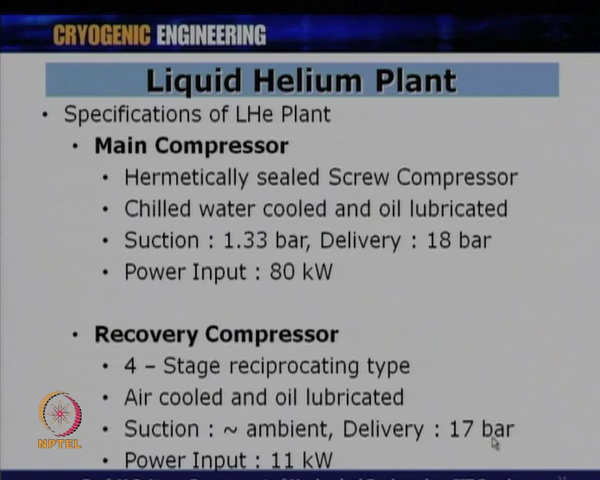 CRYOGENIC ENGINEERING
Liquid Helium Plant
• Specifications of LHe Plant
• Main Compressor
• Hermetically sealed Screw Compressor
• Chilled water cooled and oil lubricated
• Suction : 1.33 bar, Delivery : 18 bar
• Power Input : 80 kW
• Recovery Compressor
• 4 – Stage reciprocating type
• Air cooled and oil lubricated
• Suction : ~ ambient, Delivery : 17 bar
• Power Input : 11 kW
NPTEL